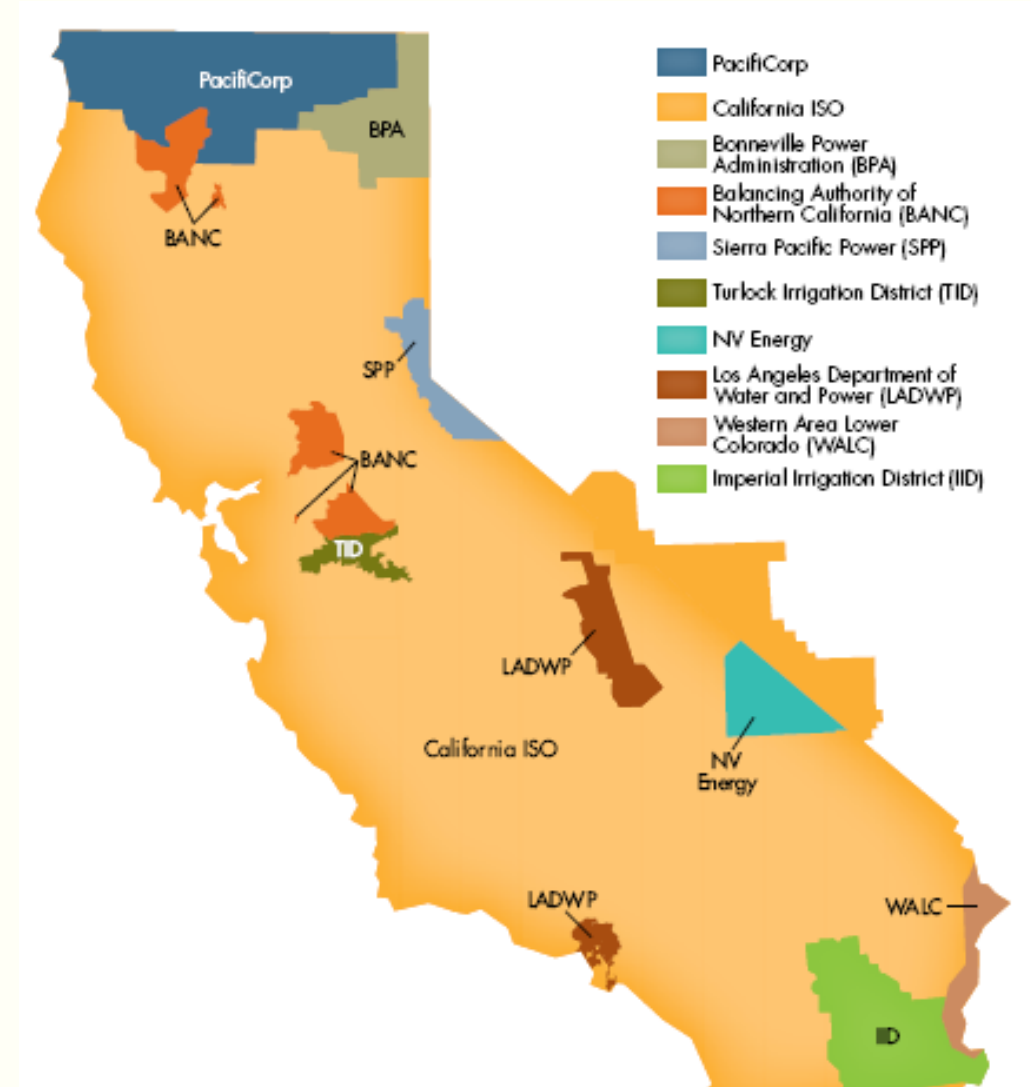 PacifiCorp
BPA
BANC
SPP
BANC
TID
LADWP
California ISO
NV
Energy
LADWP
WALC
IID
PacifiCorp
California ISO
Bonneville Power
Administration (BPA)
Balancing Authority of
Northern California (BANC)
Sierra Pacific Power (SPP)
Turlock Irrigation District (TID)
NV Energy
Los Angeles Department of
Water and Power (LADWP)
Western Area Lower
Colorado (WALC)
Imperial Irrigation District (IID)